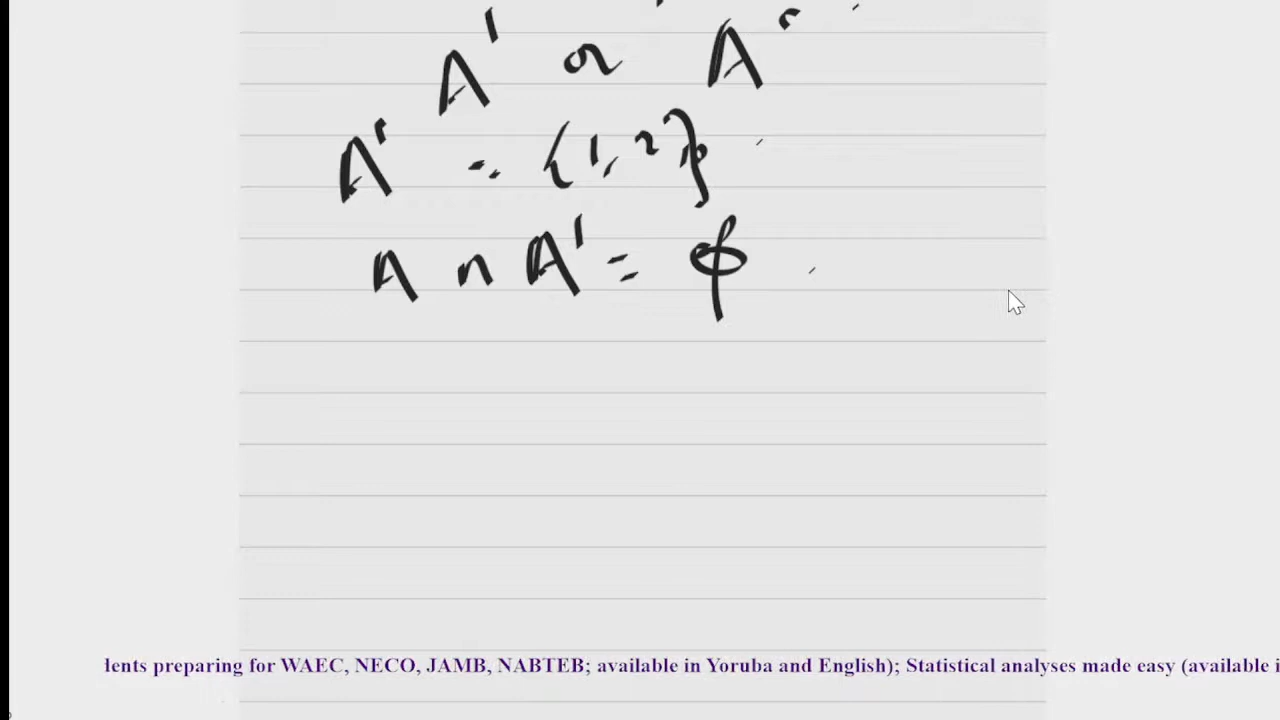 A' or A'
A' = {1, 2}
A n A' = φ
lents preparing for WAEC, NECO, JAMB, NABTEB; available in Yoruba and English); Statistical analyses made easy (available i